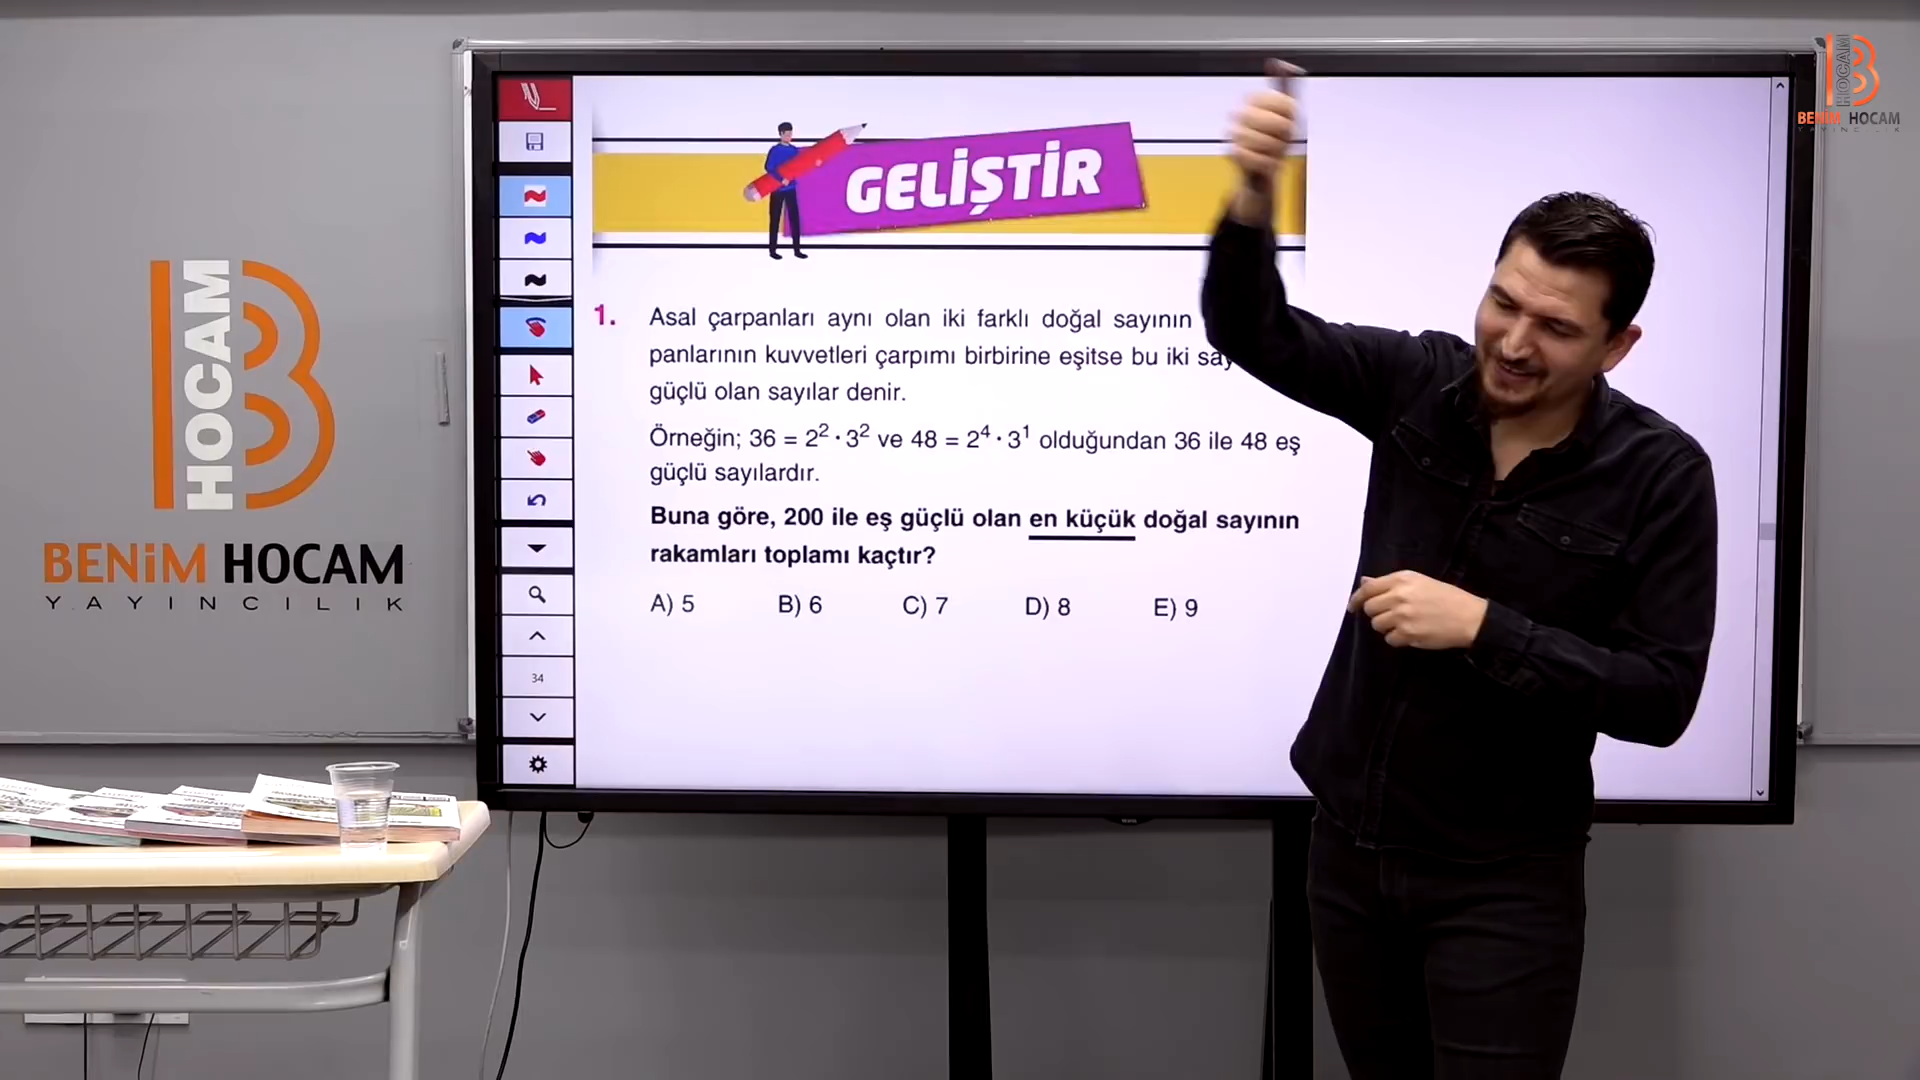 B
HOCAM
BENİM HOCAM
YAYINCILIK
GELİŞTİR
1. Asal çarpanları aynı olan iki farklı doğal sayının
panlarının kuvvetleri çarpımı birbirine eşitse bu iki say
güçlü olan sayılar denir.
Örneğin; 36 = 2² · 3² ve 48 = 2⁴ · 3¹ olduğundan 36 ile 48 eş
güçlü sayılardır.
Buna göre, 200 ile eş güçlü olan en küçük doğal sayının
rakamları toplamı kaçtır?
A) 5 B) 6 C) 7 D) 8 E) 9
34
B
HOCAM
BENİM HOCAM
YAYINCILIK